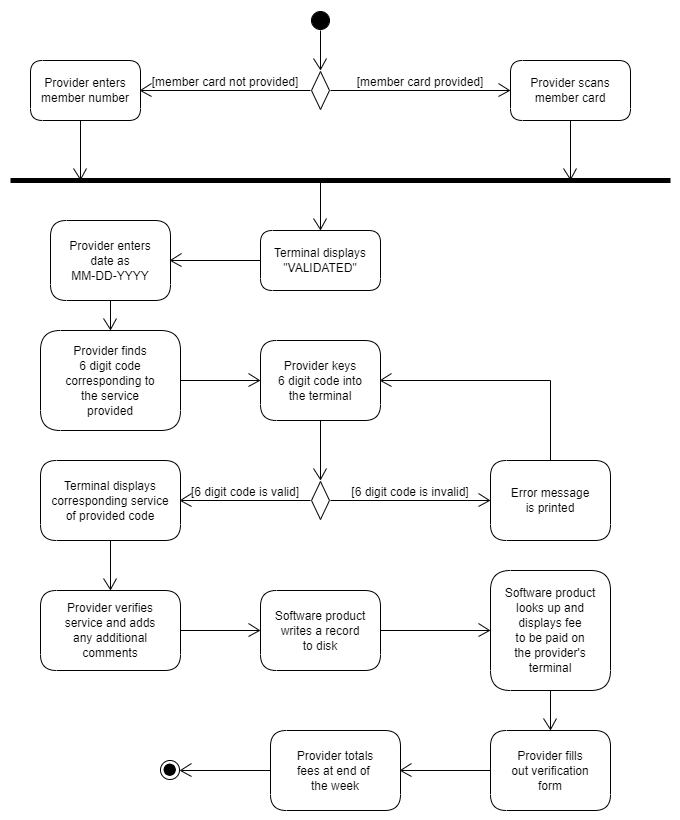 [member card not provided]
[member card provided]
Provider enters
member number
Provider scans
member card
Terminal displays
"VALIDATED"
Provider enters
date as
MM-DD-YYYY
Provider finds
6 digit code
corresponding to
the service
provided
Provider keys
6 digit code into
the terminal
[6 digit code is valid]
[6 digit code is invalid]
Terminal displays
corresponding service
of provided code
Error message
is printed
Provider verifies
service and adds
any additional
comments
Software product
writes a record
to disk
Software product
looks up and
displays fee
to be paid on
the provider's
terminal
Provider fills
out verification
form
Provider totals
fees at end of
the week